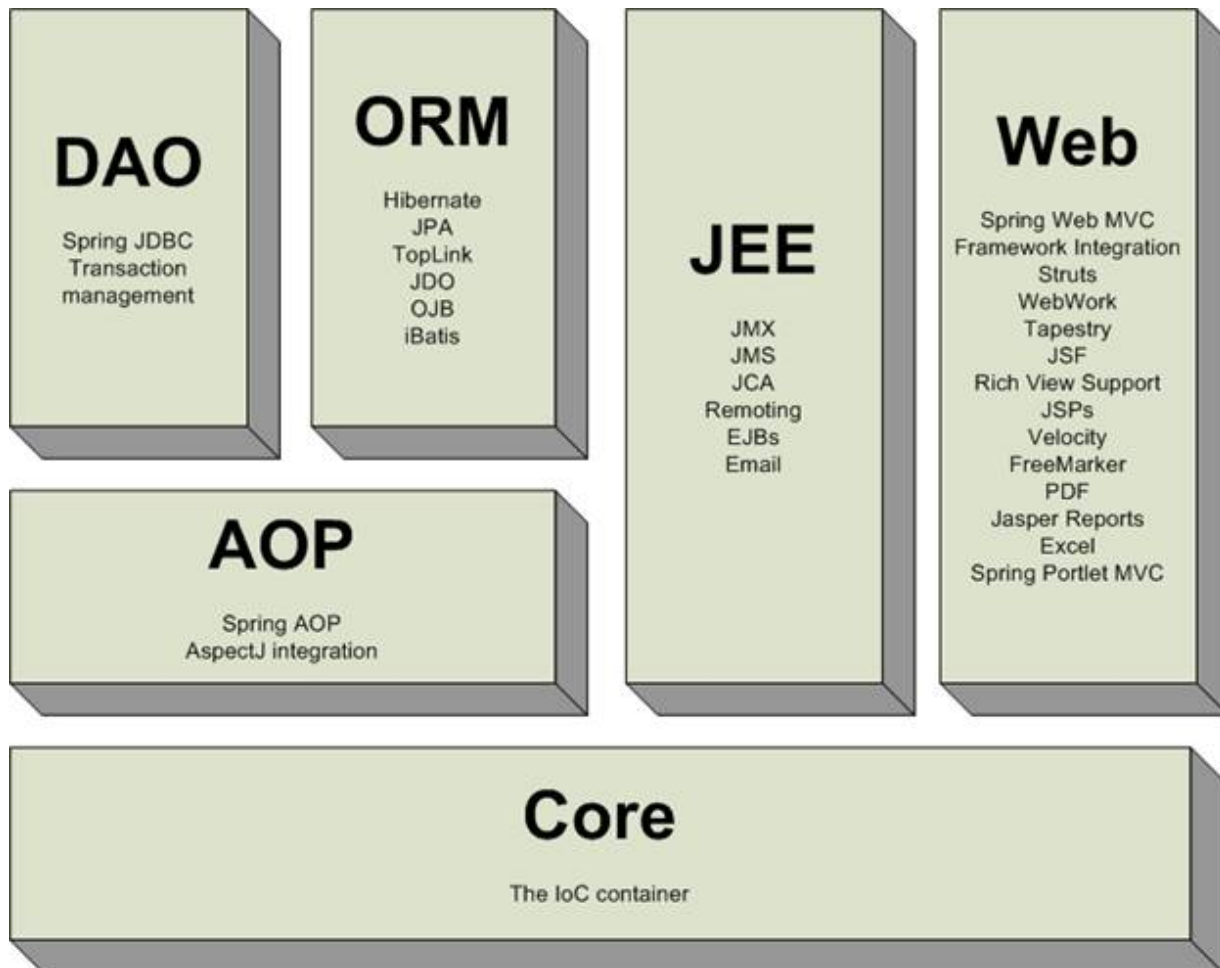 DAO
Spring JDBC
Transaction
management
ORM
Hibernate
JPA
TopLink
JDO
OJB
iBatis
JEE
JMX
JMS
JCA
Remoting
EJBs
Email
Web
Spring Web MVC
Framework Integration
Struts
WebWork
Tapestry
JSF
Rich View Support
JSPs
Velocity
FreeMarker
PDF
Jasper Reports
Excel
Spring Portlet MVC
AOP
Spring AOP
AspectJ integration
Core
The IoC container